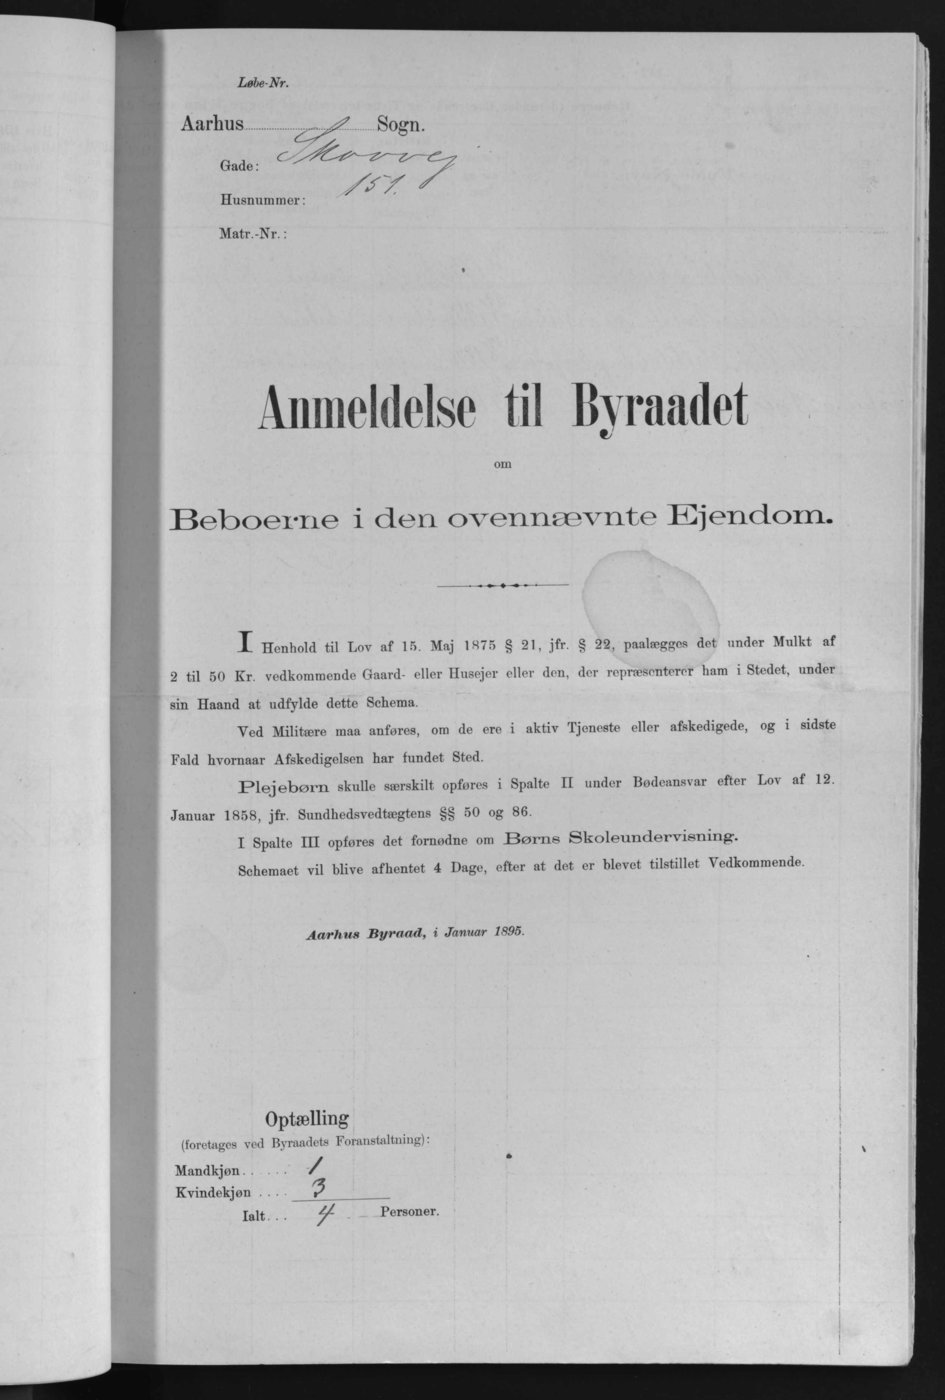 Løbe-Nr.
Aarhus Sogn.
Gade: Skovvej
Husnummer: 151.
Matr.-Nr.:
Anmeldelse til Byraadet
om
Beboerne i den ovennævnte Ejendom.
I Henhold til Lov af 15. Maj 1875 § 21, jfr. § 22, paalægges det under Mulkt af
2 til 50 Kr. vedkommende Gaard- eller Husejer eller den, der repræsenterer ham i Stedet, under
sin Haand at udfylde dette Schema.
Ved Militære maa anføres, om de ere i aktiv Tjeneste eller afskedigede, og i sidste
Fald hvornaar Afskedigelsen har fundet Sted.
Plejebørn skulle særskilt opføres i Spalte II under Bødeansvar efter Lov af 12.
Januar 1858, jfr. Sundhedsvedtægtens §§ 50 og 86.
I Spalte III opføres det fornødne om Børns Skoleundervisning.
Schemaet vil blive afhentet 4 Dage, efter at det er blevet tilstillet Vedkommende.
Aarhus Byraad, i Januar 1895.
Optælling
(foretages ved Byraadets Foranstaltning):
Mandkjøn...... 1
Kvindekjøn .... 3
Ialt... 4 Personer.